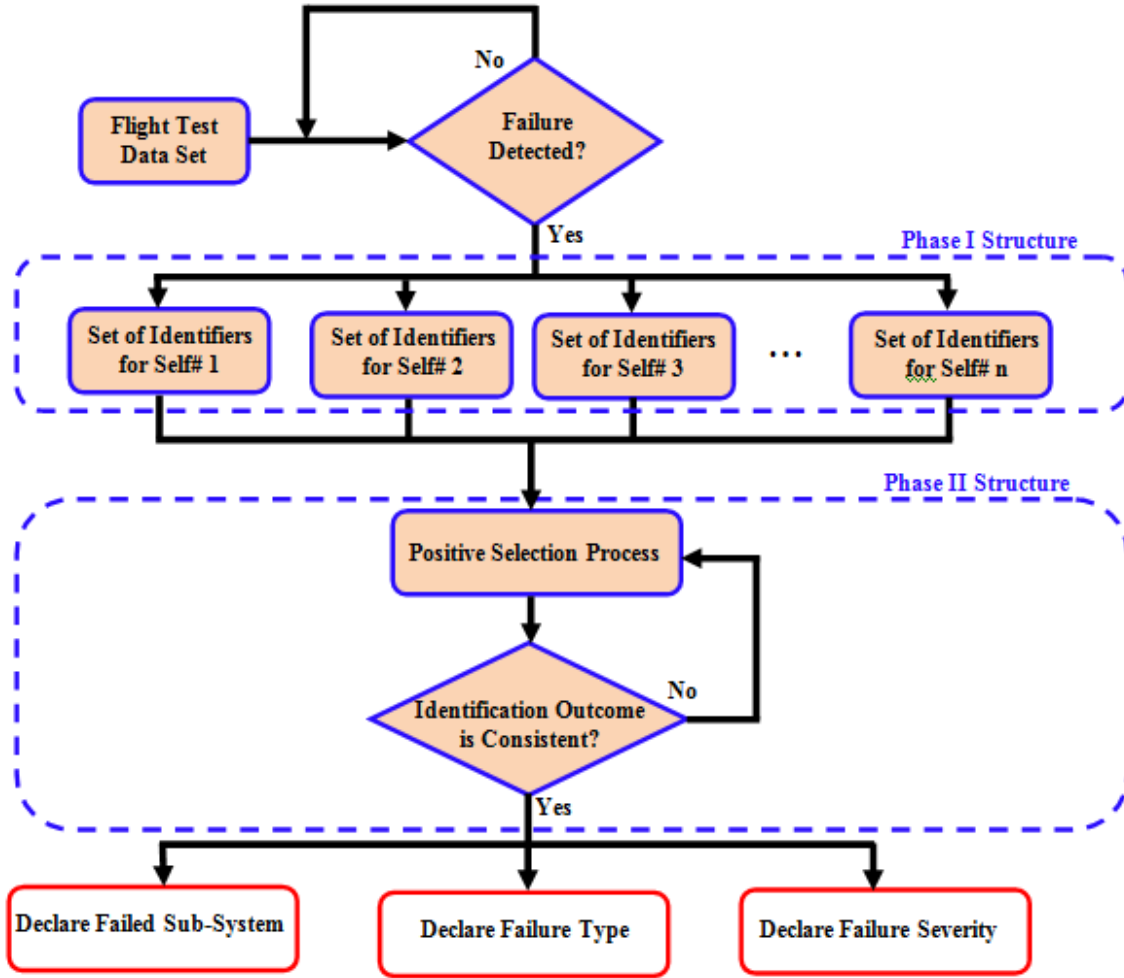 No
Flight Test
Data Set
Failure
Detected?
Yes
Phase I Structure
Set of Identifiers
for Self# 1
Set of Identifiers
for Self# 2
Set of Identifiers
for Self# 3
...
Set of Identifiers
for Self# n
Phase II Structure
Positive Selection Process
No
Identification Outcome
is Consistent?
Yes
Declare Failed Sub-System
Declare Failure Type
Declare Failure Severity